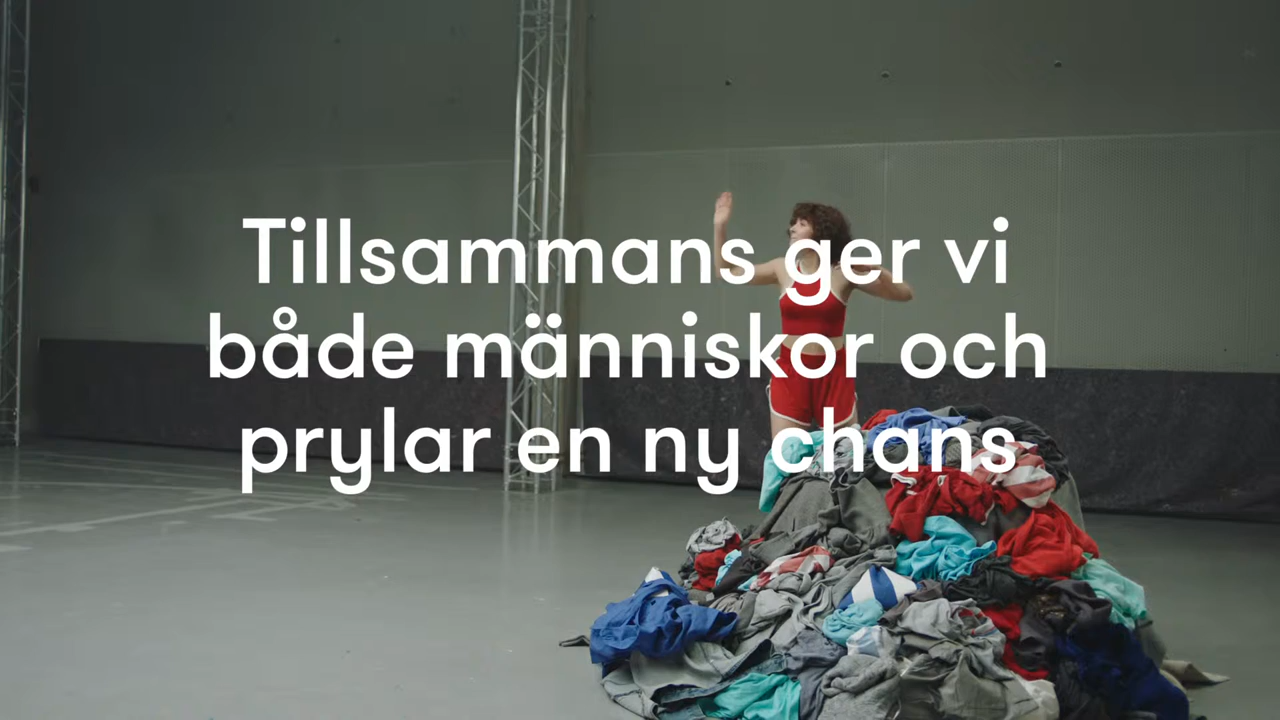 Tillsammans ger vi
både människor och
prylar en ny chans